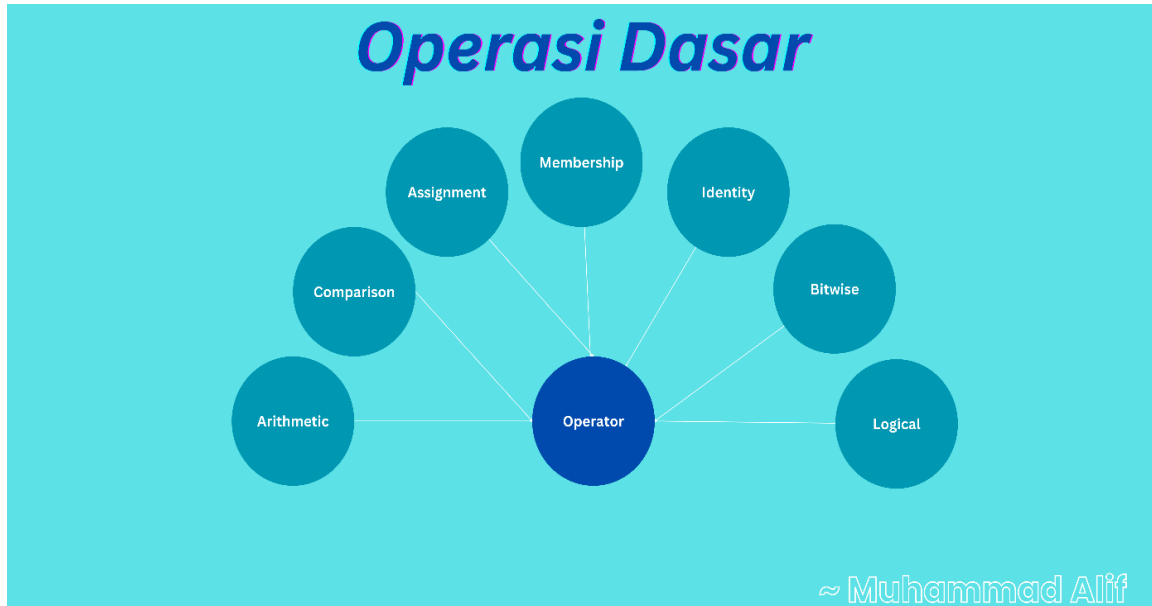 Operasi Dasar
Membership
Assignment
Identity
Comparison
Bitwise
Arithmetic
Operator
Logical
~ Muhammad Alif